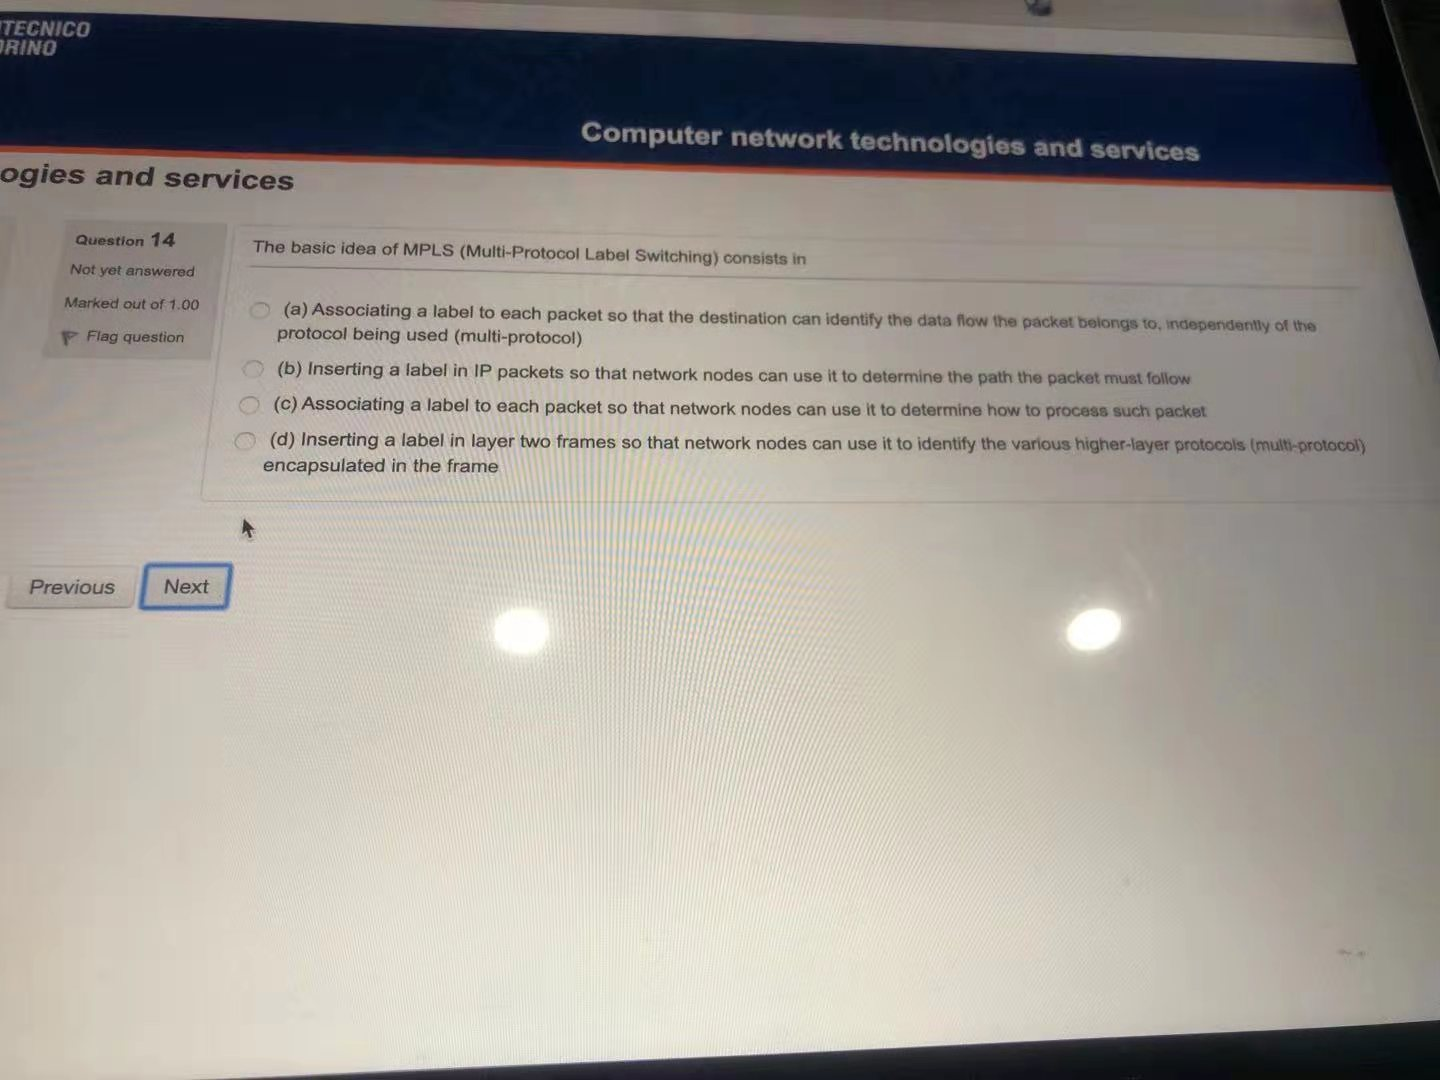 TECNICO
RINO
Computer network technologies and services
ogies and services
Question 14
Not yet answered
Marked out of 1.00
Flag question
The basic idea of MPLS (Multi-Protocol Label Switching) consists in
(a) Associating a label to each packet so that the destination can identify the data flow the packet belongs to, independently of the
protocol being used (multi-protocol)
(b) Inserting a label in IP packets so that network nodes can use it to determine the path the packet must follow
(c) Associating a label to each packet so that network nodes can use it to determine how to process such packet
(d) Inserting a label in layer two frames so that network nodes can use it to identify the various higher-layer protocols (multi-protocol)
encapsulated in the frame
Previous
Next